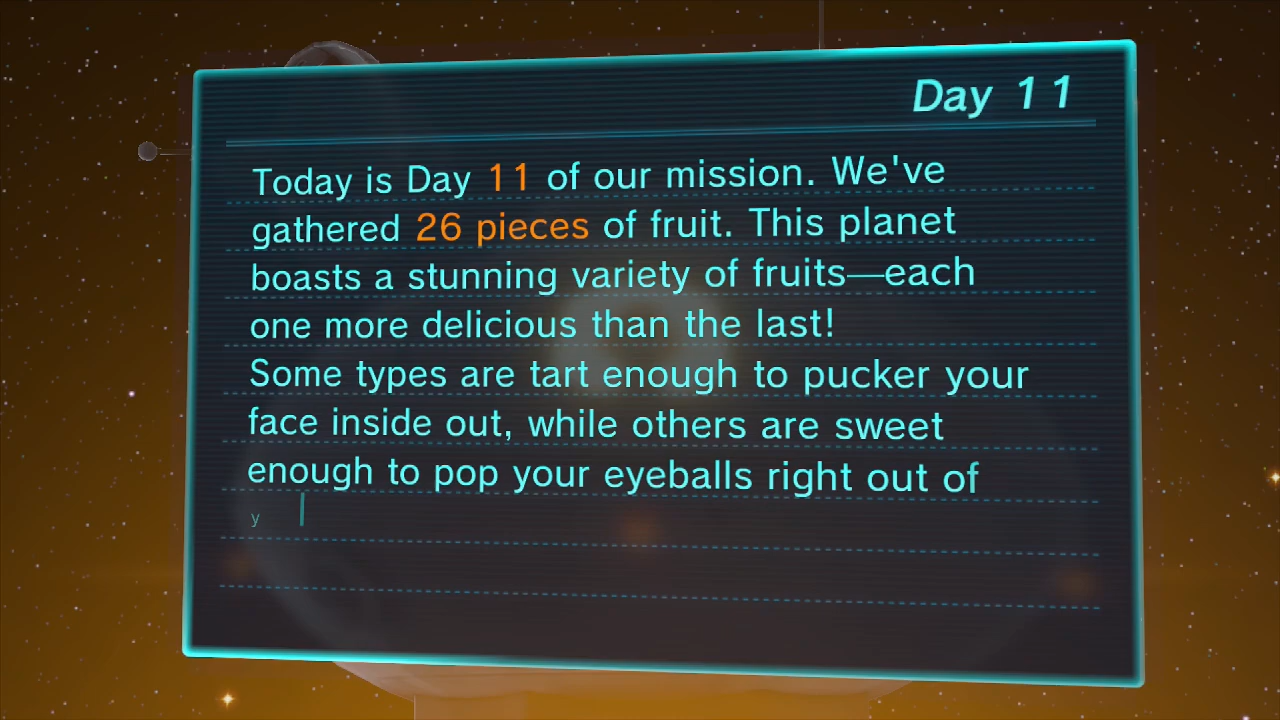 Day 11
Today is Day 11 of our mission. We've
gathered 26 pieces of fruit. This planet
boasts a stunning variety of fruits—each
one more delicious than the last!
Some types are tart enough to pucker your
face inside out, while others are sweet
enough to pop your eyeballs right out of
y